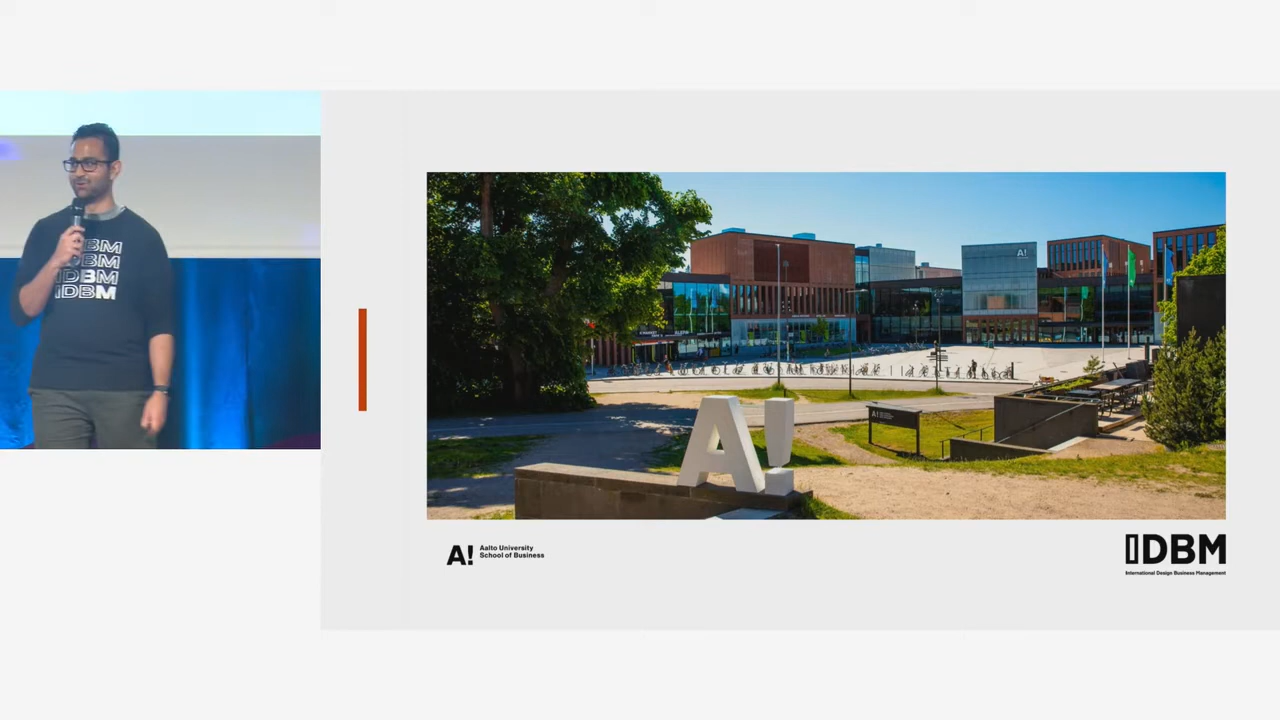 IDBM
IDBM
IDBM
IDBM
A!
A!
A!
A!
Aalto University
School of Business
IDBM
International Design Business Management